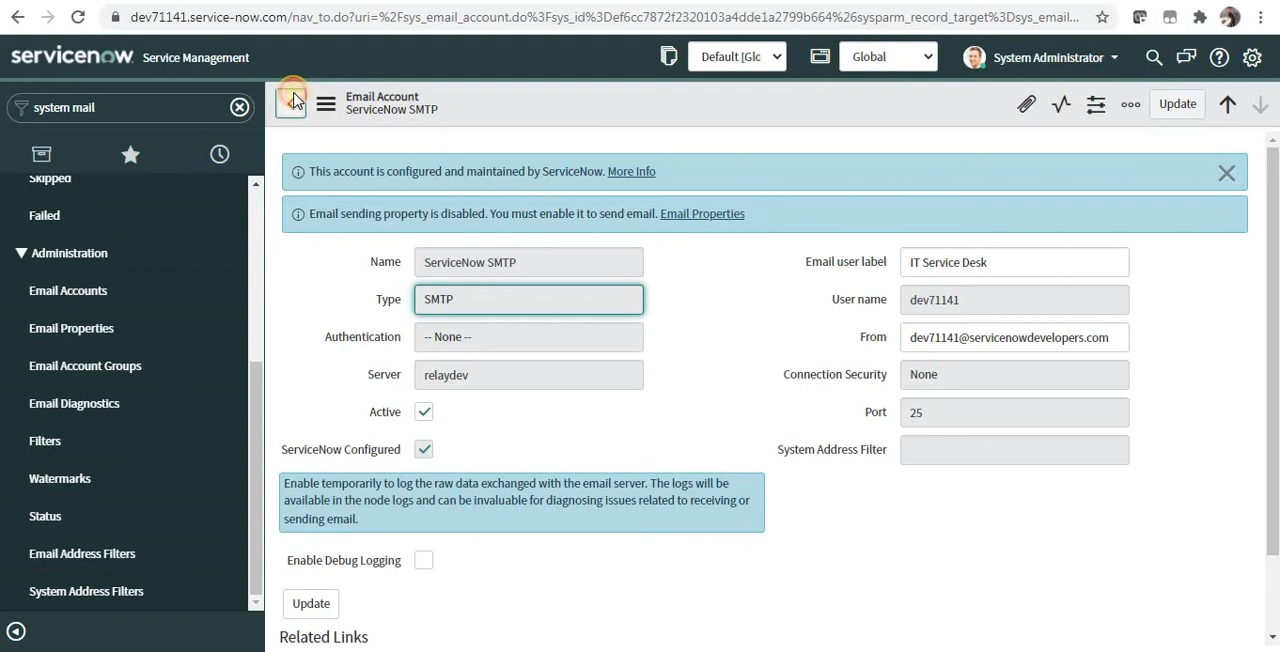 dev71141.service-now.com/nav_to.do?uri=%2Fsys_email_account.do%3Fsys_id%3Def6cc7872f2320103a4dde1a2799b664%26sysparm_record_target%3Dsys_email...
servicenow Service Management
Default [Glc
Global
System Administrator
system mail
Email Account
ServiceNow SMTP
Update
Skipped
Failed
Administration
Email Accounts
Email Properties
Email Account Groups
Email Diagnostics
Filters
Watermarks
Status
Email Address Filters
System Address Filters
This account is configured and maintained by ServiceNow. More Info
Email sending property is disabled. You must enable it to send email. Email Properties
Name ServiceNow SMTP
Email user label IT Service Desk
Type SMTP
User name dev71141
Authentication -- None --
From dev71141@servicenowdevelopers.com
Server relaydev
Connection Security None
Active
Port 25
ServiceNow Configured
System Address Filter
Enable temporarily to log the raw data exchanged with the email server. The logs will be
available in the node logs and can be invaluable for diagnosing issues related to receiving or
sending email.
Enable Debug Logging
Update
Related Links